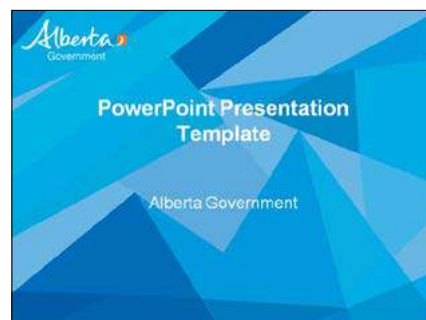 Alberta
Government
PowerPoint Presentation
Template
Alberta Government